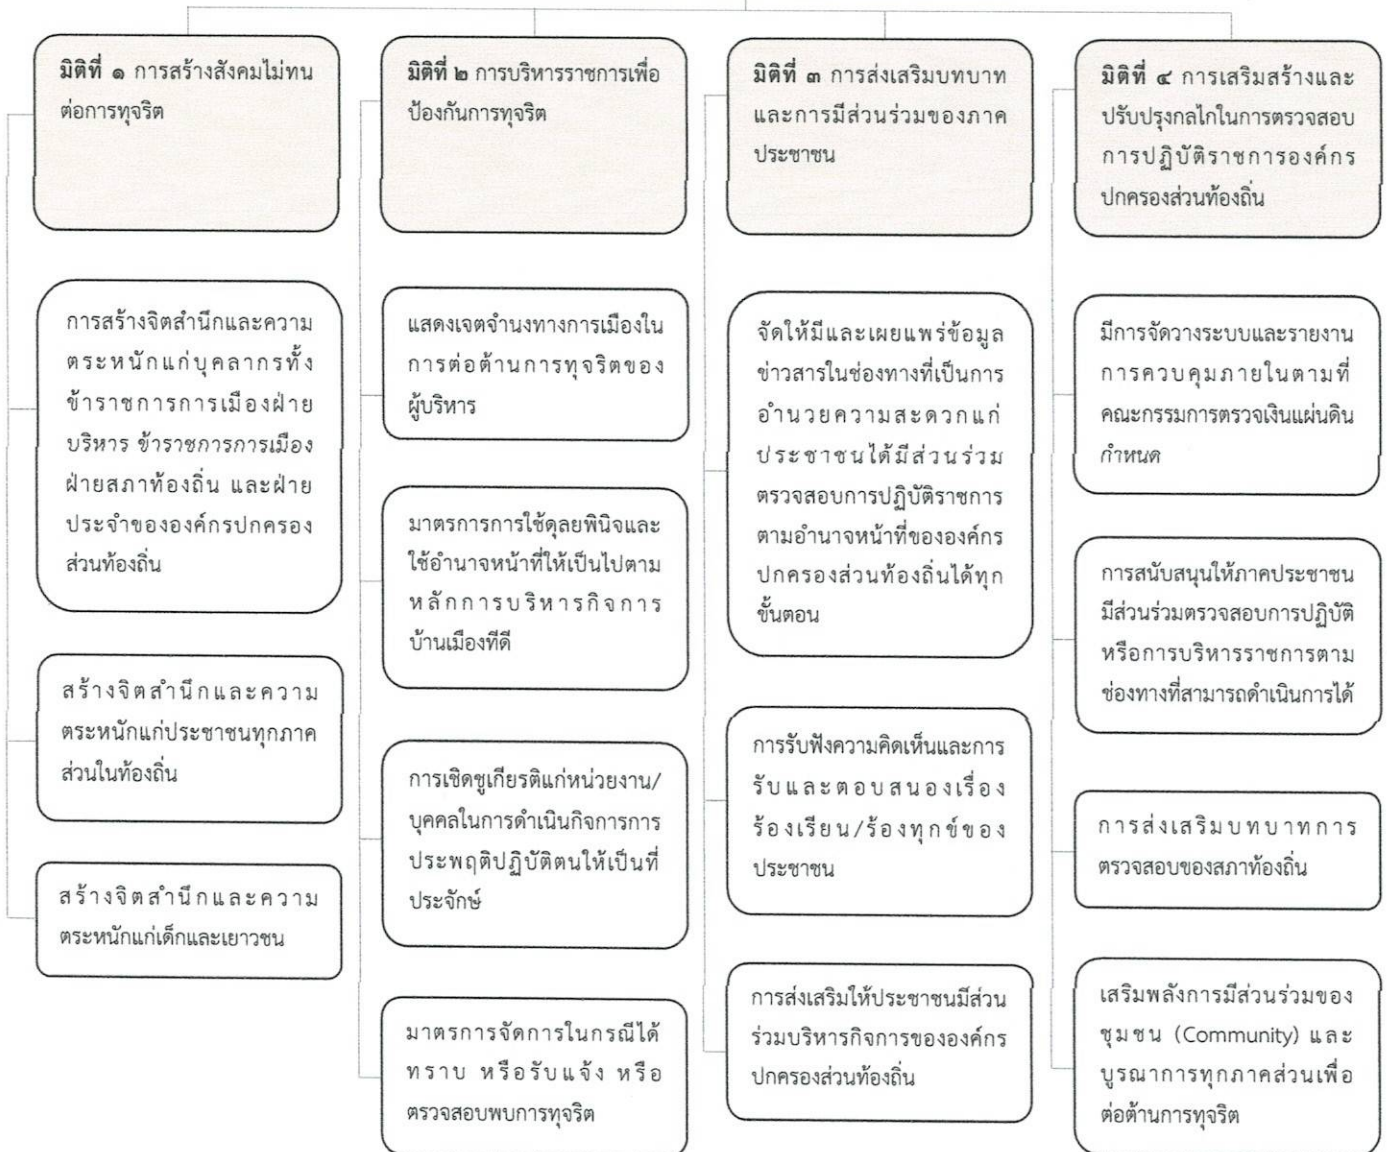 มิติที่ ๑ การสร้างสังคมไม่ทน
ต่อการทุจริต
การสร้างจิตสำนึกและความ
ตระหนักแก่บุคลากรทั้ง
ข้าราชการการเมืองฝ่าย
บริหาร ข้าราชการการเมือง
ฝ่ายสภาท้องถิ่น และฝ่าย
ประจำขององค์กรปกครอง
ส่วนท้องถิ่น
สร้างจิตสำนึกและความ
ตระหนักแก่ประชาชนทุกภาค
ส่วนในท้องถิ่น
สร้างจิตสำนึกและความ
ตระหนักแก่เด็กและเยาวชน
มิติที่ ๒ การบริหารราชการเพื่อ
ป้องกันการทุจริต
แสดงเจตจำนงทางการเมืองใน
การต่อต้านการทุจริตของ
ผู้บริหาร
มาตรการการใช้ดุลยพินิจและ
ใช้อำนาจหน้าที่ให้เป็นไปตาม
หลักการบริหารกิจการ
บ้านเมืองที่ดี
การเชิดชูเกียรติแก่หน่วยงาน/
บุคคลในการดำเนินกิจการการ
ประพฤติปฏิบัติตนให้เป็นที่
ประจักษ์
มาตรการจัดการในกรณีได้
ทราบ หรือรับแจ้ง หรือ
ตรวจสอบพบการทุจริต
มิติที่ ๓ การส่งเสริมบทบาท
และการมีส่วนร่วมของภาค
ประชาชน
จัดให้มีและเผยแพร่ข้อมูล
ข่าวสารในช่องทางที่เป็นการ
อำนวยความสะดวกแก่
ประชาชนได้มีส่วนร่วม
ตรวจสอบการปฏิบัติราชการ
ตามอำนาจหน้าที่ขององค์กร
ปกครองส่วนท้องถิ่นได้ทุก
ขั้นตอน
การรับฟังความคิดเห็นและการ
รับและตอบสนองเรื่อง
ร้องเรียน/ร้องทุกข์ของ
ประชาชน
การส่งเสริมให้ประชาชนมีส่วน
ร่วมบริหารกิจการขององค์กร
ปกครองส่วนท้องถิ่น
มิติที่ ๔ การเสริมสร้างและ
ปรับปรุงกลไกในการตรวจสอบ
การปฏิบัติราชการองค์กร
ปกครองส่วนท้องถิ่น
มีการจัดวางระบบและรายงาน
การควบคุมภายในตามที่
คณะกรรมการตรวจเงินแผ่นดิน
กำหนด
การสนับสนุนให้ภาคประชาชน
มีส่วนร่วมตรวจสอบการปฏิบัติ
หรือการบริหารราชการตาม
ช่องทางที่สามารถดำเนินการได้
การส่งเสริมบทบาทการ
ตรวจสอบของสภาท้องถิ่น
เสริมพลังการมีส่วนร่วมของ
ชุมชน (Community) และ
บูรณาการทุกภาคส่วนเพื่อ
ต่อต้านการทุจริต